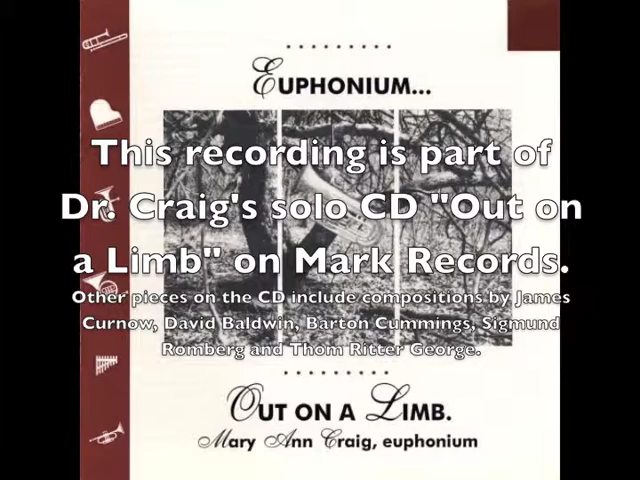 EUPHONIUM...
This recording is part of
Dr. Craig's solo CD "Out on
a Limb" on Mark Records.
Other pieces on the CD include compositions by James
Curnow, David Baldwin, Barton Cummings, Sigmund
Romberg and Thom Ritter George.
OUT ON A LIMB.
Mary Ann Craig, euphonium